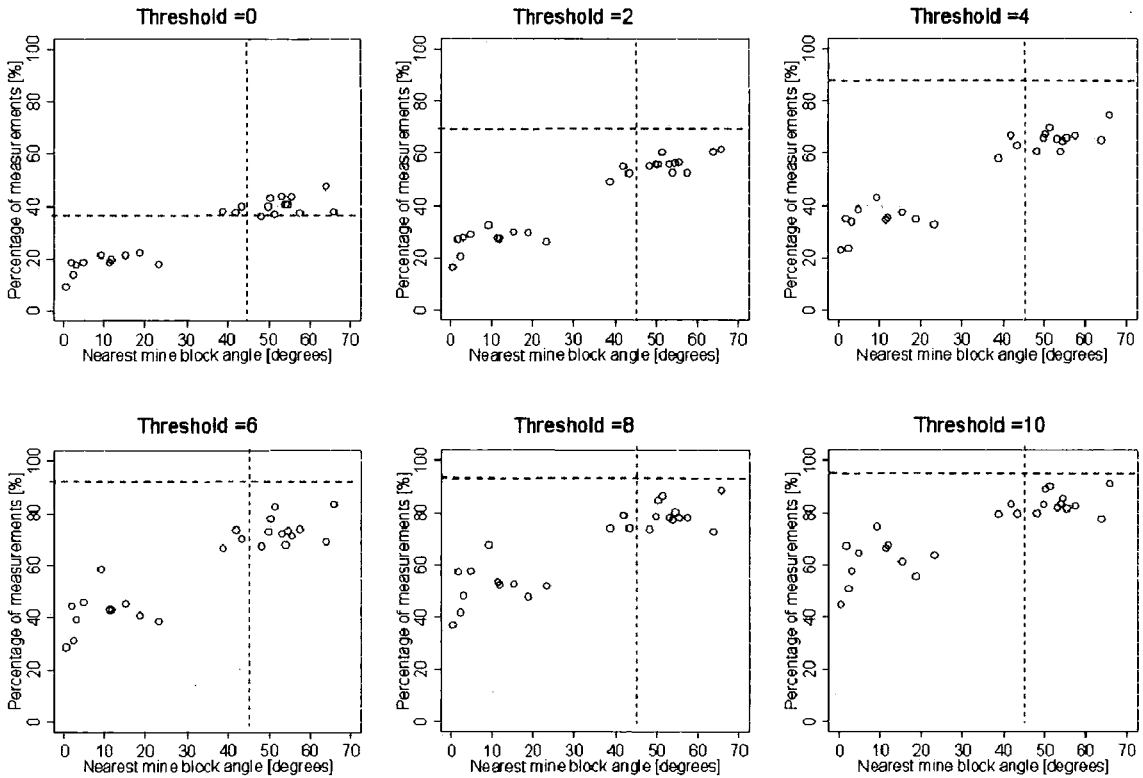 Threshold =0
Percentage of measurements [%]
0 20 40 60 80 100
0 10 20 30 40 50 60 70
Nearest mine block angle [degrees]
Threshold =2
Percentage of measurements [%]
0 20 40 60 80 100
0 10 20 30 40 50 60 70
Nearest mine block angle [degrees]
Threshold =4
Percentage of measurements [%]
0 20 40 60 80 100
0 10 20 30 40 50 60 70
Nearest mine block angle [degrees]
Threshold =6
Percentage of measurements [%]
0 20 40 60 80 100
0 10 20 30 40 50 60 70
Nearest mine block angle [degrees]
Threshold =8
Percentage of measurements [%]
0 20 40 60 80 100
0 10 20 30 40 50 60 70
Nearest mine block angle [degrees]
Threshold =10
Percentage of measurements [%]
0 20 40 60 80 100
0 10 20 30 40 50 60 70
Nearest mine block angle [degrees]